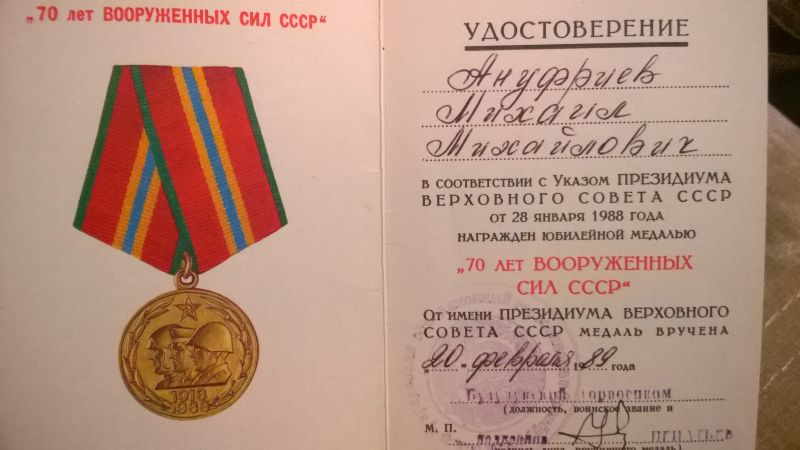 „70 лет ВООРУЖЕННЫХ СИЛ СССР“
1918
1988
УДОСТОВЕРЕНИЕ
Ануфриев
Михаил
Михайлович
в соответствии с Указом ПРЕЗИДИУМА
ВЕРХОВНОГО СОВЕТА СССР
от 28 января 1988 года
награжден юбилейной медалью
„70 лет ВООРУЖЕННЫХ
СИЛ СССР“
От имени ПРЕЗИДИУМА ВЕРХОВНОГО
СОВЕТА СССР медаль вручена
20 февраля 1989 года
горвоенком
(должность, воинское звание и
М. П.